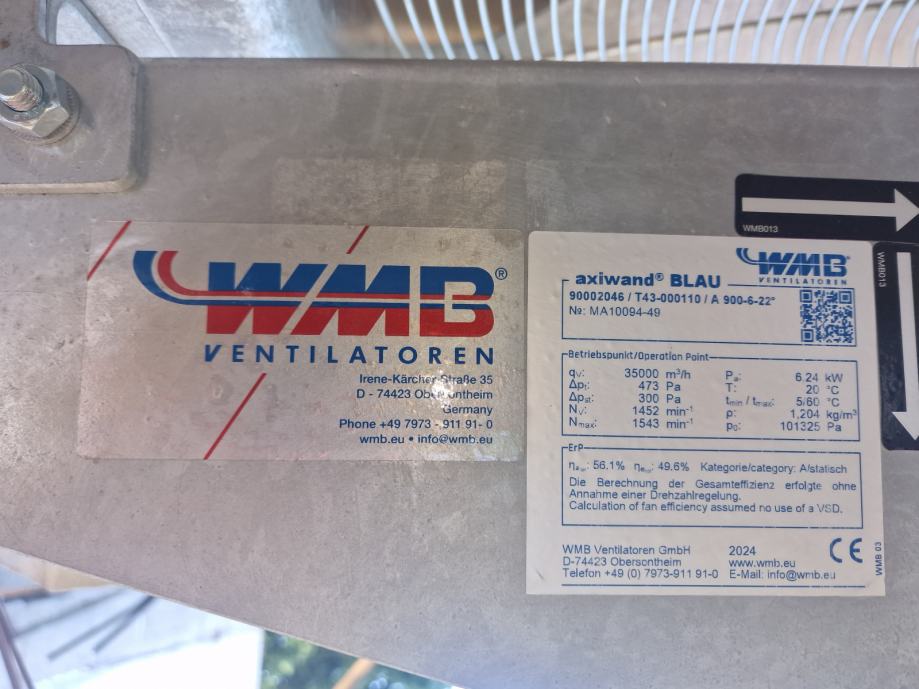 WMB®
VENTILATOREN
Irene-Kärcher-Straße 35
D - 74423 Obersontheim
Germany
Phone +49 7973 - 911 91- 0
wmb.eu • info@wmb.eu
WMB013
WMB013
axiwand® BLAU
WMB®
VENTILATOREN
90002046 / T43-000110 / A 900-6-22°
№: MA10094-49
Betriebspunkt/Operation Point
qv: 35000 m³/h Pa: 6,24 kW
Δpf: 473 Pa T: 20 °C
Δpst: 300 Pa tmin / tmax: 5/60 °C
Nv: 1452 min⁻¹ ρ: 1,204 kg/m³
Nmax: 1543 min⁻¹ p0: 101325 Pa
ErP
56.1% 49.6% Kategorie/category: A/statisch
Die Berechnung der Gesamteffizienz erfolgte ohne
Annahme einer Drehzahlregelung.
Calculation of fan efficiency assumed no use of a VSD.
WMB Ventilatoren GmbH 2024 CE
D-74423 Obersontheim www.wmb.eu
Telefon +49 (0) 7973-911 91-0 E-Mail: info@wmb.eu
WMB 03